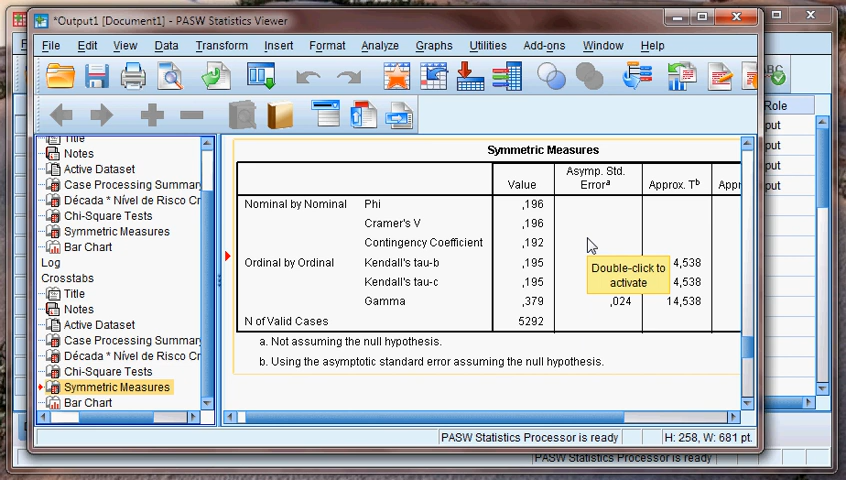 *Output1 [Document1] - PASW Statistics Viewer
File Edit View Data Transform Insert Format Analyze Graphs Utilities Add-ons Window Help
Title
Notes
Active Dataset
Case Processing Summary
Década * Nível de Risco Cr
Chi-Square Tests
Symmetric Measures
Bar Chart
Log
Crosstabs
Title
Notes
Active Dataset
Case Processing Summary
Década * Nível de Risco Cr
Chi-Square Tests
Symmetric Measures
Bar Chart
Symmetric Measures
Value Asymp. Std. Errorᵃ Approx. Tᵇ Appr
Nominal by Nominal Phi ,196
Cramer's V ,196
Contingency Coefficient ,192
Ordinal by Ordinal Kendall's tau-b ,195 4,538
Kendall's tau-c ,195 4,538
Gamma ,379 ,024 14,538
N of Valid Cases 5292
Double-click to
activate
a. Not assuming the null hypothesis.
b. Using the asymptotic standard error assuming the null hypothesis.
PASW Statistics Processor is ready H: 258, W: 681 pt.
Role
put
put
put
put
PASW Statistics Processor is ready